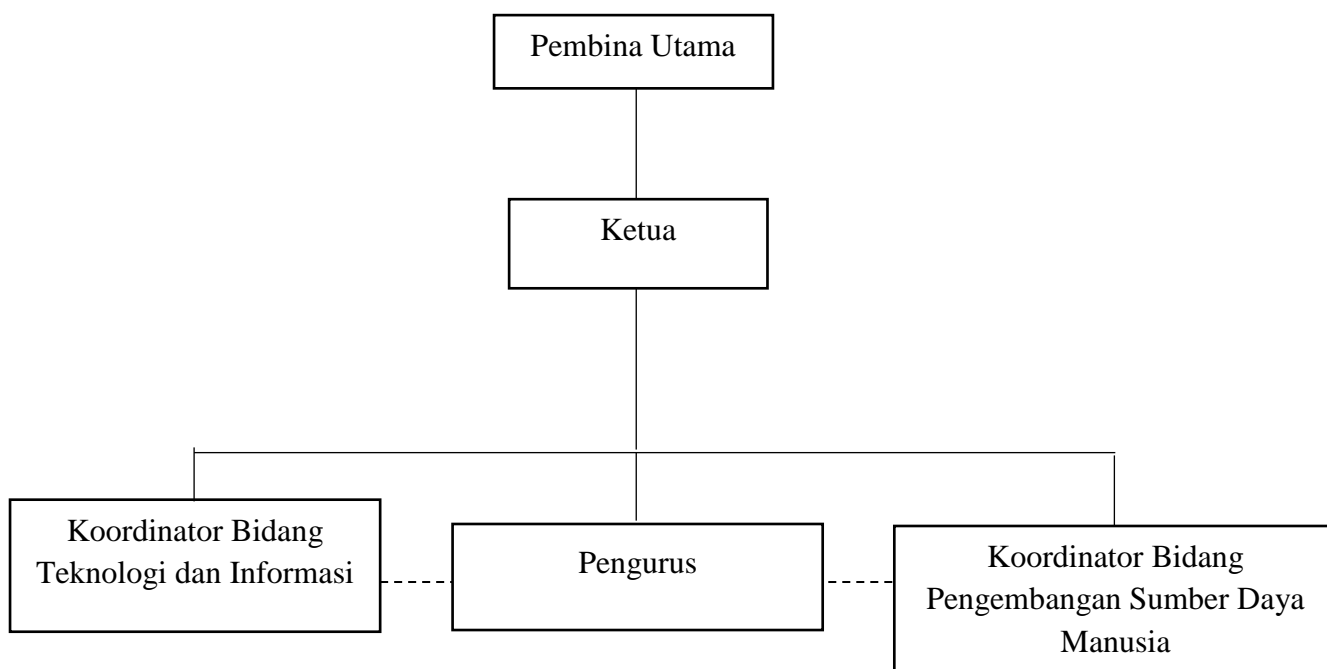 Pembina Utama
Ketua
Koordinator Bidang
Teknologi dan Informasi
Pengurus
Koordinator Bidang
Pengembangan Sumber Daya
Manusia